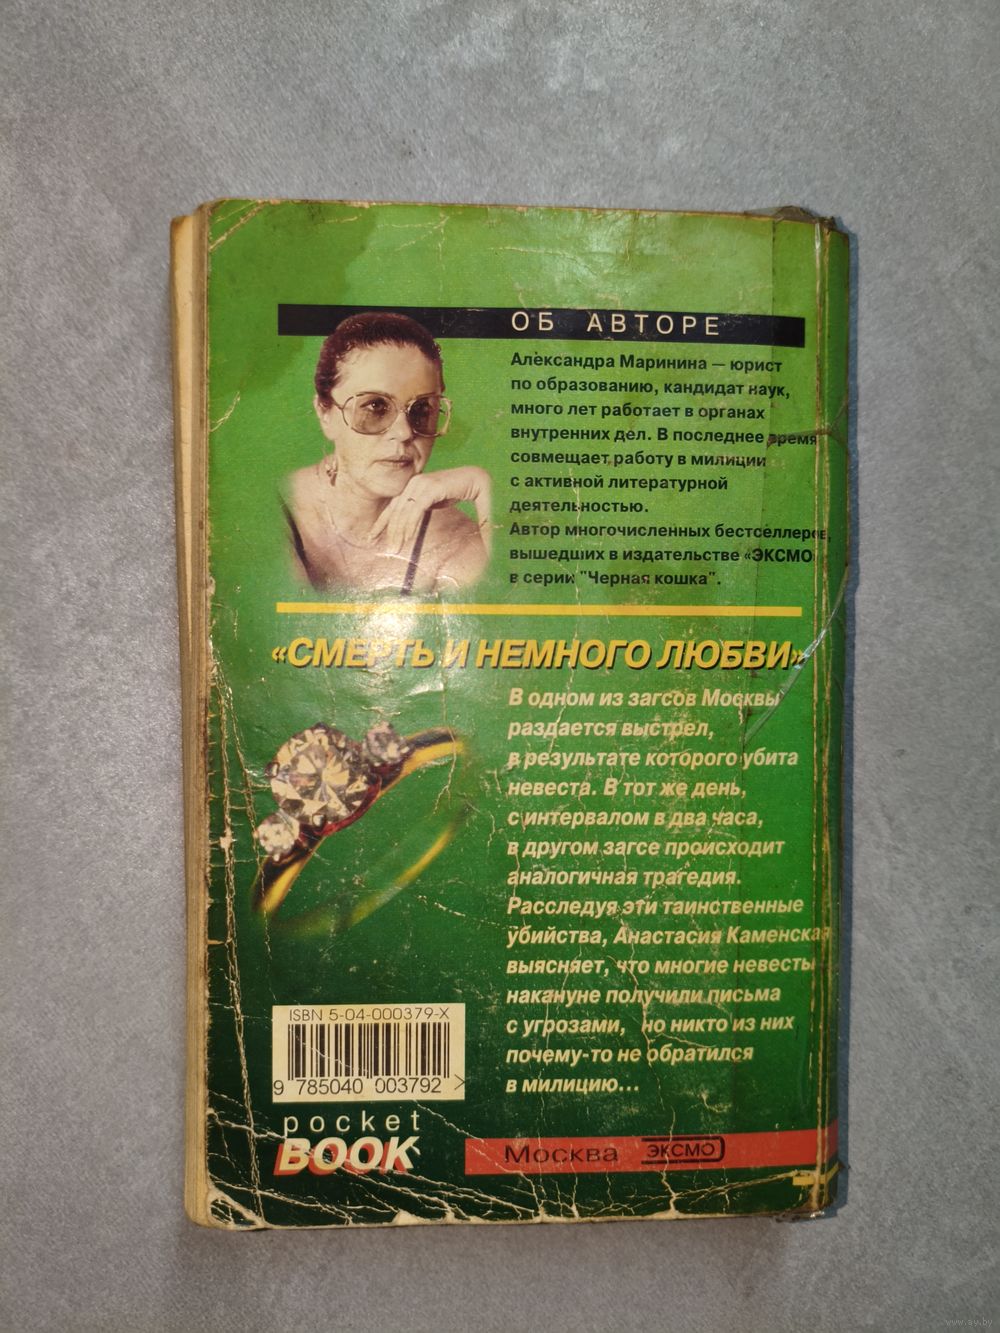 ОБ АВТОРЕ
Александра Маринина — юрист
по образованию, кандидат наук,
много лет работает в органах
внутренних дел. В последнее время
совмещает работу в милиции
с активной литературной
деятельностью.
Автор многочисленных бестселлеров,
вышедших в издательстве «ЭКСМО»
в серии "Черная кошка".
«СМЕРТЬ И НЕМНОГО ЛЮБВИ»
В одном из загсов Москвы
раздается выстрел,
в результате которого убита
невеста. В тот же день,
с интервалом в два часа,
в другом загсе происходит
аналогичная трагедия.
Расследуя эти таинственные
убийства, Анастасия Каменская
выясняет, что многие невесты
накануне получили письма
с угрозами, но никто из них
почему-то не обратился
в милицию...
ISBN 5-04-000379-X
9 785040 003792 >
pocket
BOOK
Москва ЭКСМО
www.ay.by